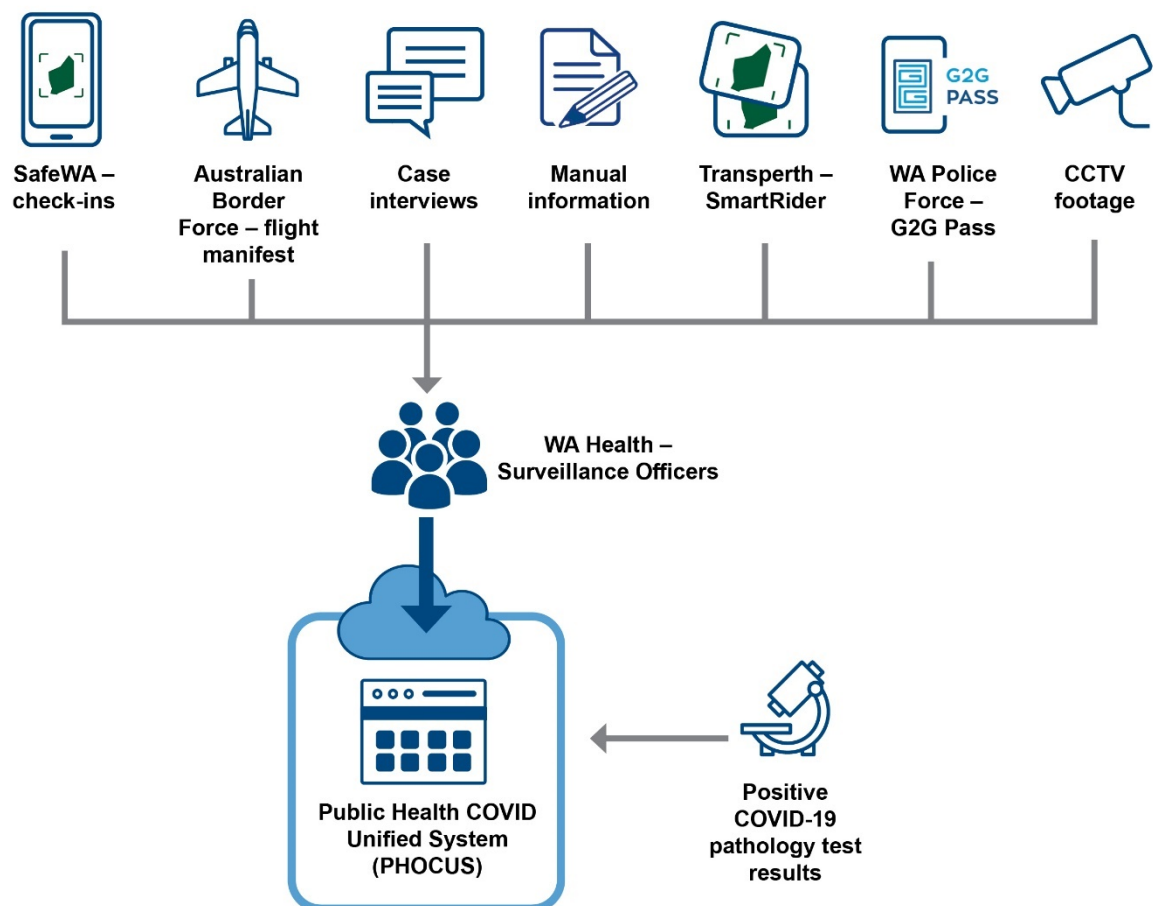 G2G
PASS
SafeWA –
check-ins
Australian
Border
Force – flight
manifest
Case
interviews
Manual
information
Transperth –
SmartRider
WA Police
Force –
G2G Pass
CCTV
footage
WA Health –
Surveillance Officers
Public Health COVID
Unified System
(PHOCUS)
Positive
COVID-19
pathology test
results